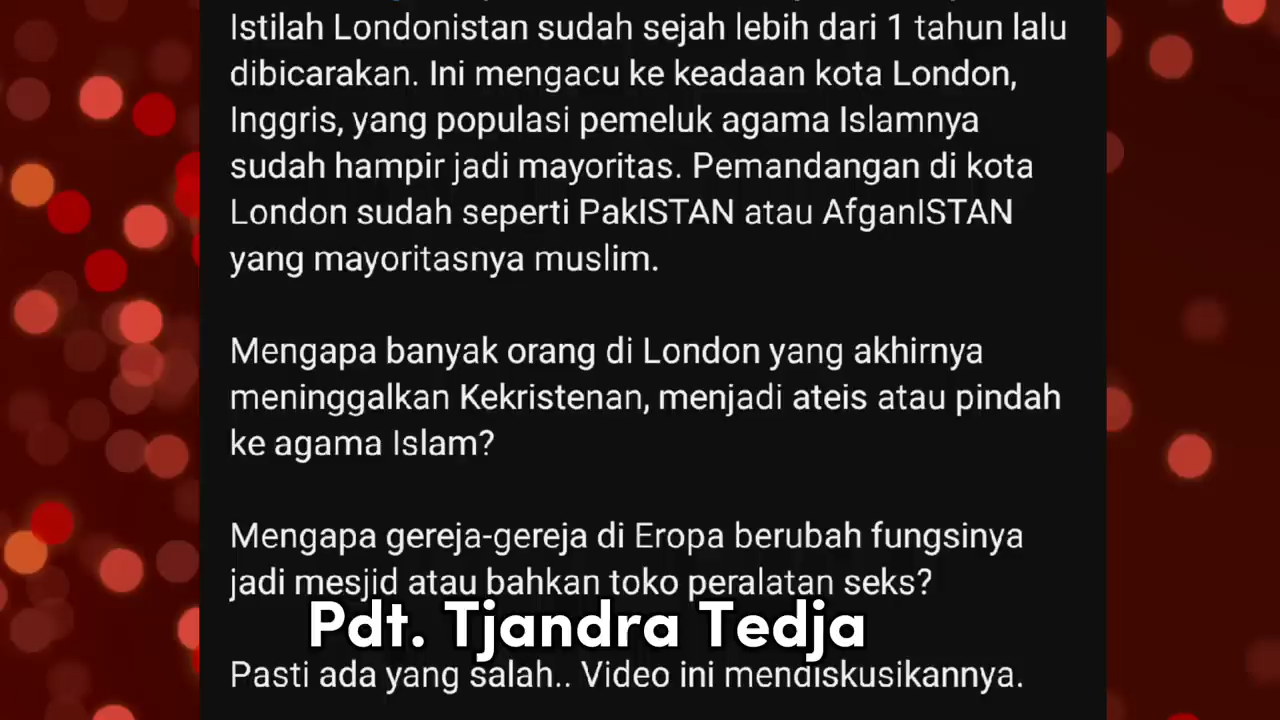 Istilah Londonistan sudah sejah lebih dari 1 tahun lalu
dibicarakan. Ini mengacu ke keadaan kota London,
Inggris, yang populasi pemeluk agama Islamnya
sudah hampir jadi mayoritas. Pemandangan di kota
London sudah seperti PakISTAN atau AfganISTAN
yang mayoritasnya muslim.
Mengapa banyak orang di London yang akhirnya
meninggalkan Kekristenan, menjadi ateis atau pindah
ke agama Islam?
Mengapa gereja-gereja di Eropa berubah fungsinya
jadi mesjid atau bahkan toko peralatan seks?
Pdt. Tjandra Tedja
Pasti ada yang salah.. Video ini mendiskusikannya.